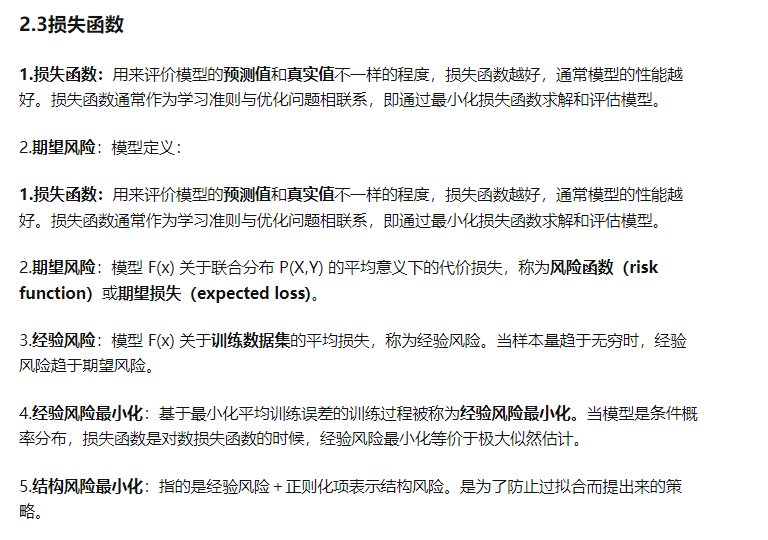 2.3损失函数
1.损失函数：用来评价模型的预测值和真实值不一样的程度，损失函数越好，通常模型的性能越
好。损失函数通常作为学习准则与优化问题相联系，即通过最小化损失函数求解和评估模型。
2.期望风险：模型定义：
1.损失函数：用来评价模型的预测值和真实值不一样的程度，损失函数越好，通常模型的性能越
好。损失函数通常作为学习准则与优化问题相联系，即通过最小化损失函数求解和评估模型。
2.期望风险：模型 F(x) 关于联合分布 P(X,Y) 的平均意义下的代价损失，称为风险函数（risk
function）或期望损失（expected loss)。
3.经验风险：模型 F(x) 关于训练数据集的平均损失，称为经验风险。当样本量趋于无穷时，经验
风险趋于期望风险。
4.经验风险最小化：基于最小化平均训练误差的训练过程被称为经验风险最小化。当模型是条件概
率分布，损失函数是对数损失函数的时候，经验风险最小化等价于极大似然估计。
5.结构风险最小化：指的是经验风险＋正则化项表示结构风险。是为了防止过拟合而提出来的策
略。